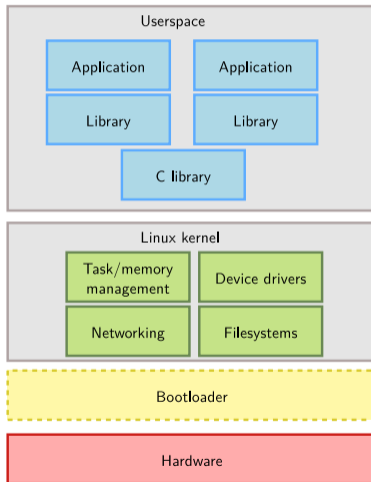 Userspace
Application
Application
Library
Library
C library
Linux kernel
Task/memory
management
Device drivers
Networking
Filesystems
Bootloader
Hardware